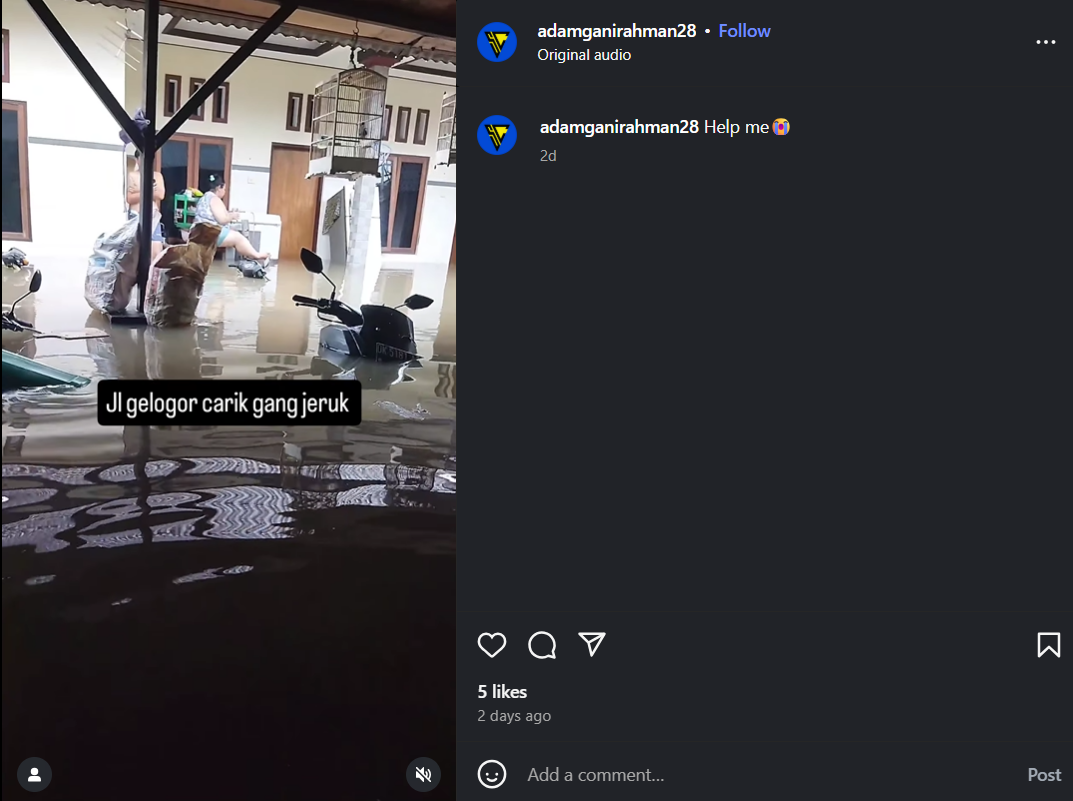 adamganirahman28 • Follow
Original audio
adamganirahman28 Help me😭
2d
Jl gelogor carik gang jeruk
5 likes
2 days ago
Add a comment...
Post